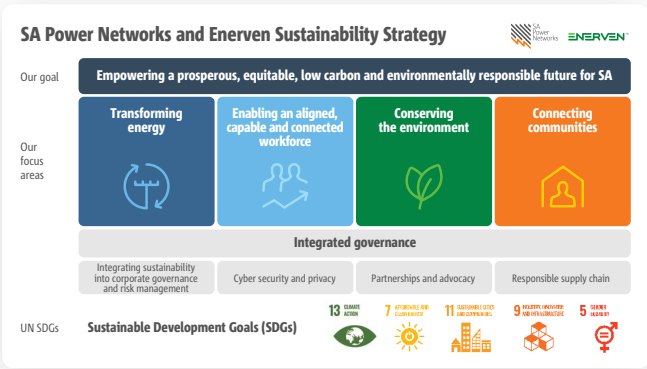 SA Power Networks and Enerven Sustainability Strategy
SA
Power
Networks
ENERVEN
Our goal
Empowering a prosperous, equitable, low carbon and environmentally responsible future for SA
Our
focus
areas
Transforming
energy
Enabling an aligned,
capable and connected
workforce
Conserving
the environment
Connecting
communities
Integrated governance
Integrating sustainability
into corporate governance
and risk management
Cyber security and privacy
Partnerships and advocacy
Responsible supply chain
UN SDGs
Sustainable Development Goals (SDGs)
13 CLIMATE
ACTION
7 AFFORDABLE AND
CLEAN ENERGY
11 SUSTAINABLE CITIES
AND COMMUNITIES
9 INDUSTRY, INNOVATION
AND INFRASTRUCTURE
5 GENDER
EQUALITY